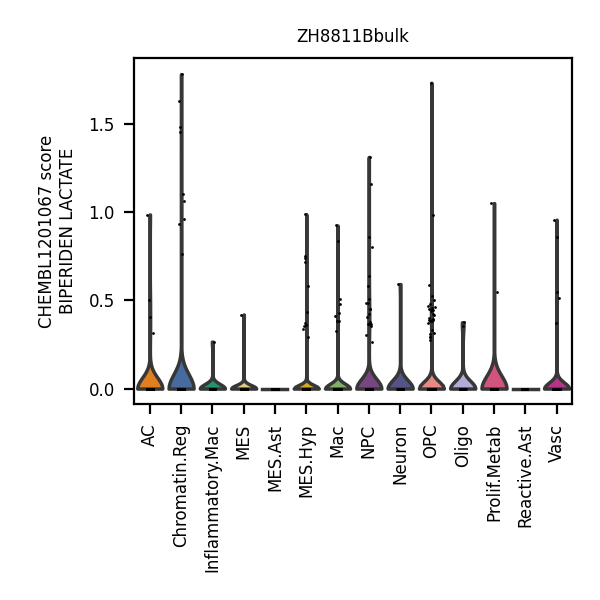 ZH8811Bbulk
CHEMBL1201067 score
BIPERIDEN LACTATE
1.5
1.0
0.5
0.0
AC
Chromatin.Reg
Inflammatory.Mac
MES
MES.Ast
MES.Hyp
Mac
NPC
Neuron
OPC
Oligo
Prolif.Metab
Reactive.Ast
Vasc